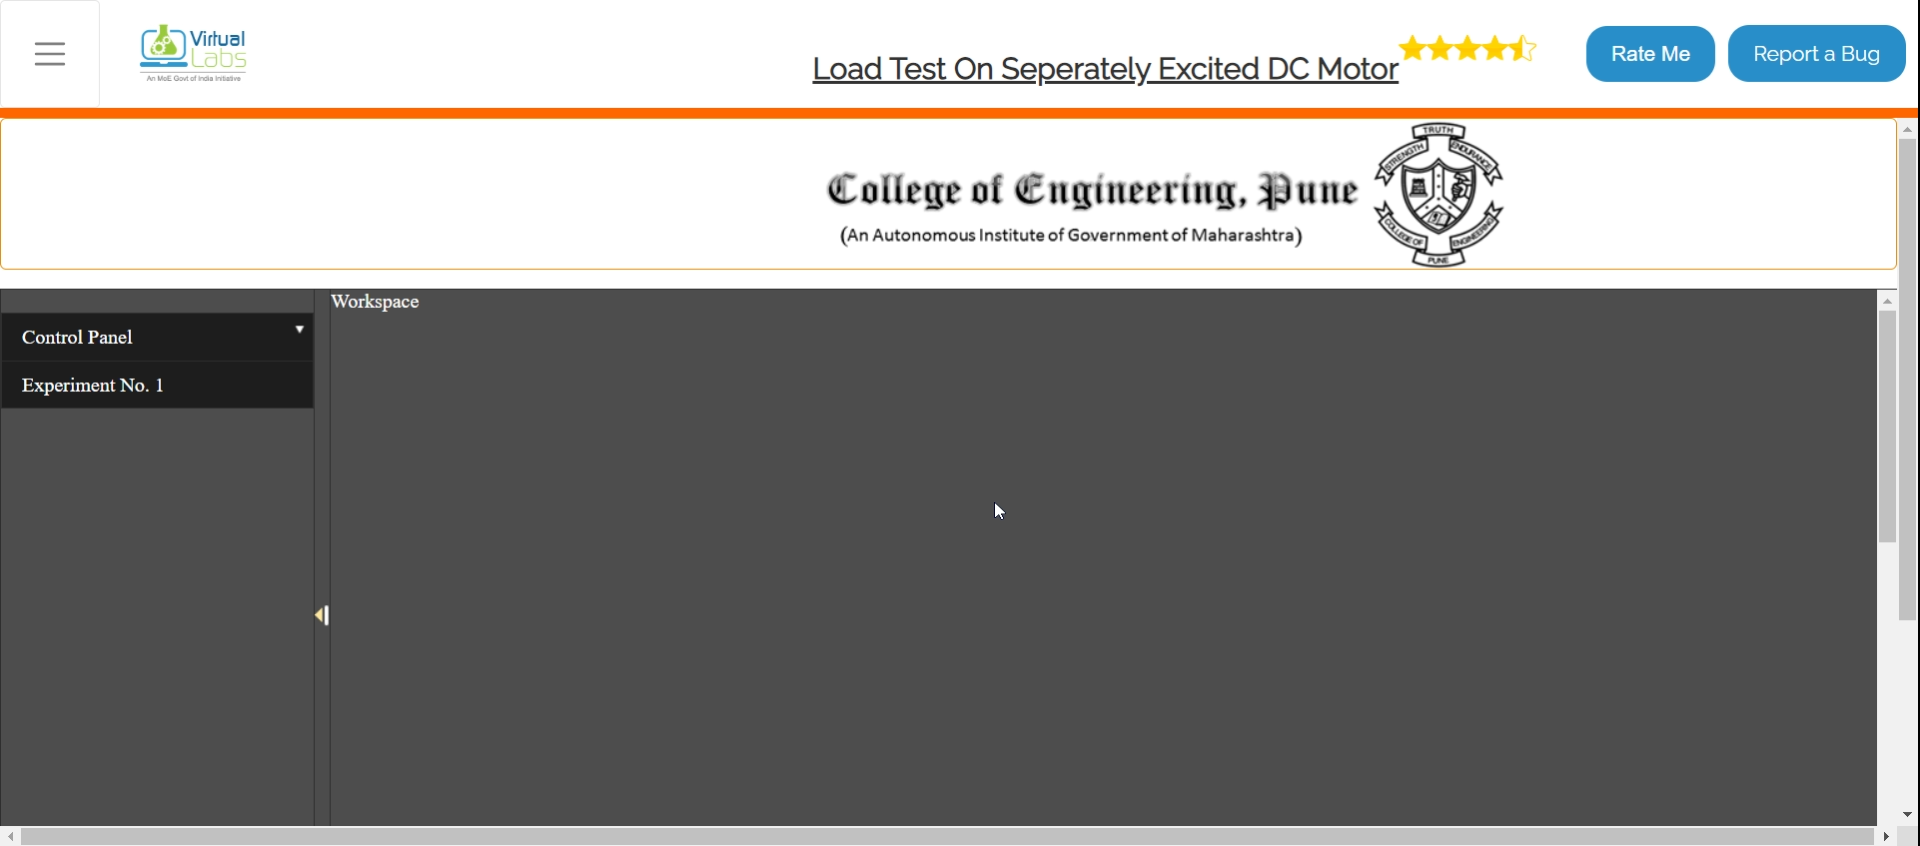 Virtual
Labs
An MoE Govt of India Initiative
Load Test On Seperately Excited DC Motor
Rate Me
Report a Bug
College of Engineering, Pune
(An Autonomous Institute of Government of Maharashtra)
TRUTH
STRENGTH
ENDURANCE
COLLEGE OF
ENGINEERING
PUNE
Workspace
Control Panel
Experiment No. 1